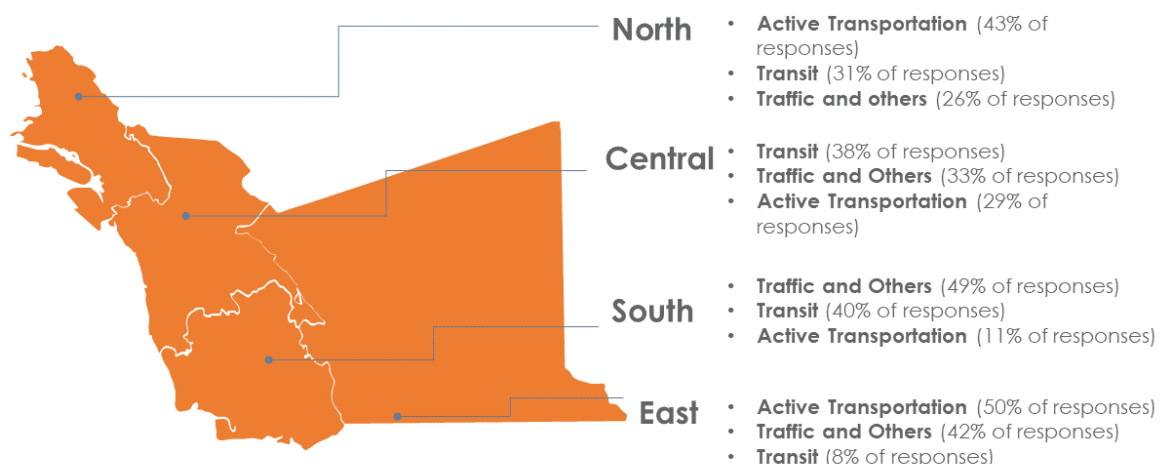 North
• Active Transportation (43% of
responses)
• Transit (31% of responses)
• Traffic and others (26% of responses)
Central
• Transit (38% of responses)
• Traffic and Others (33% of responses)
• Active Transportation (29% of
responses)
South
• Traffic and Others (49% of responses)
• Transit (40% of responses)
• Active Transportation (11% of responses)
East
• Active Transportation (50% of responses)
• Traffic and Others (42% of responses)
• Transit (8% of responses)